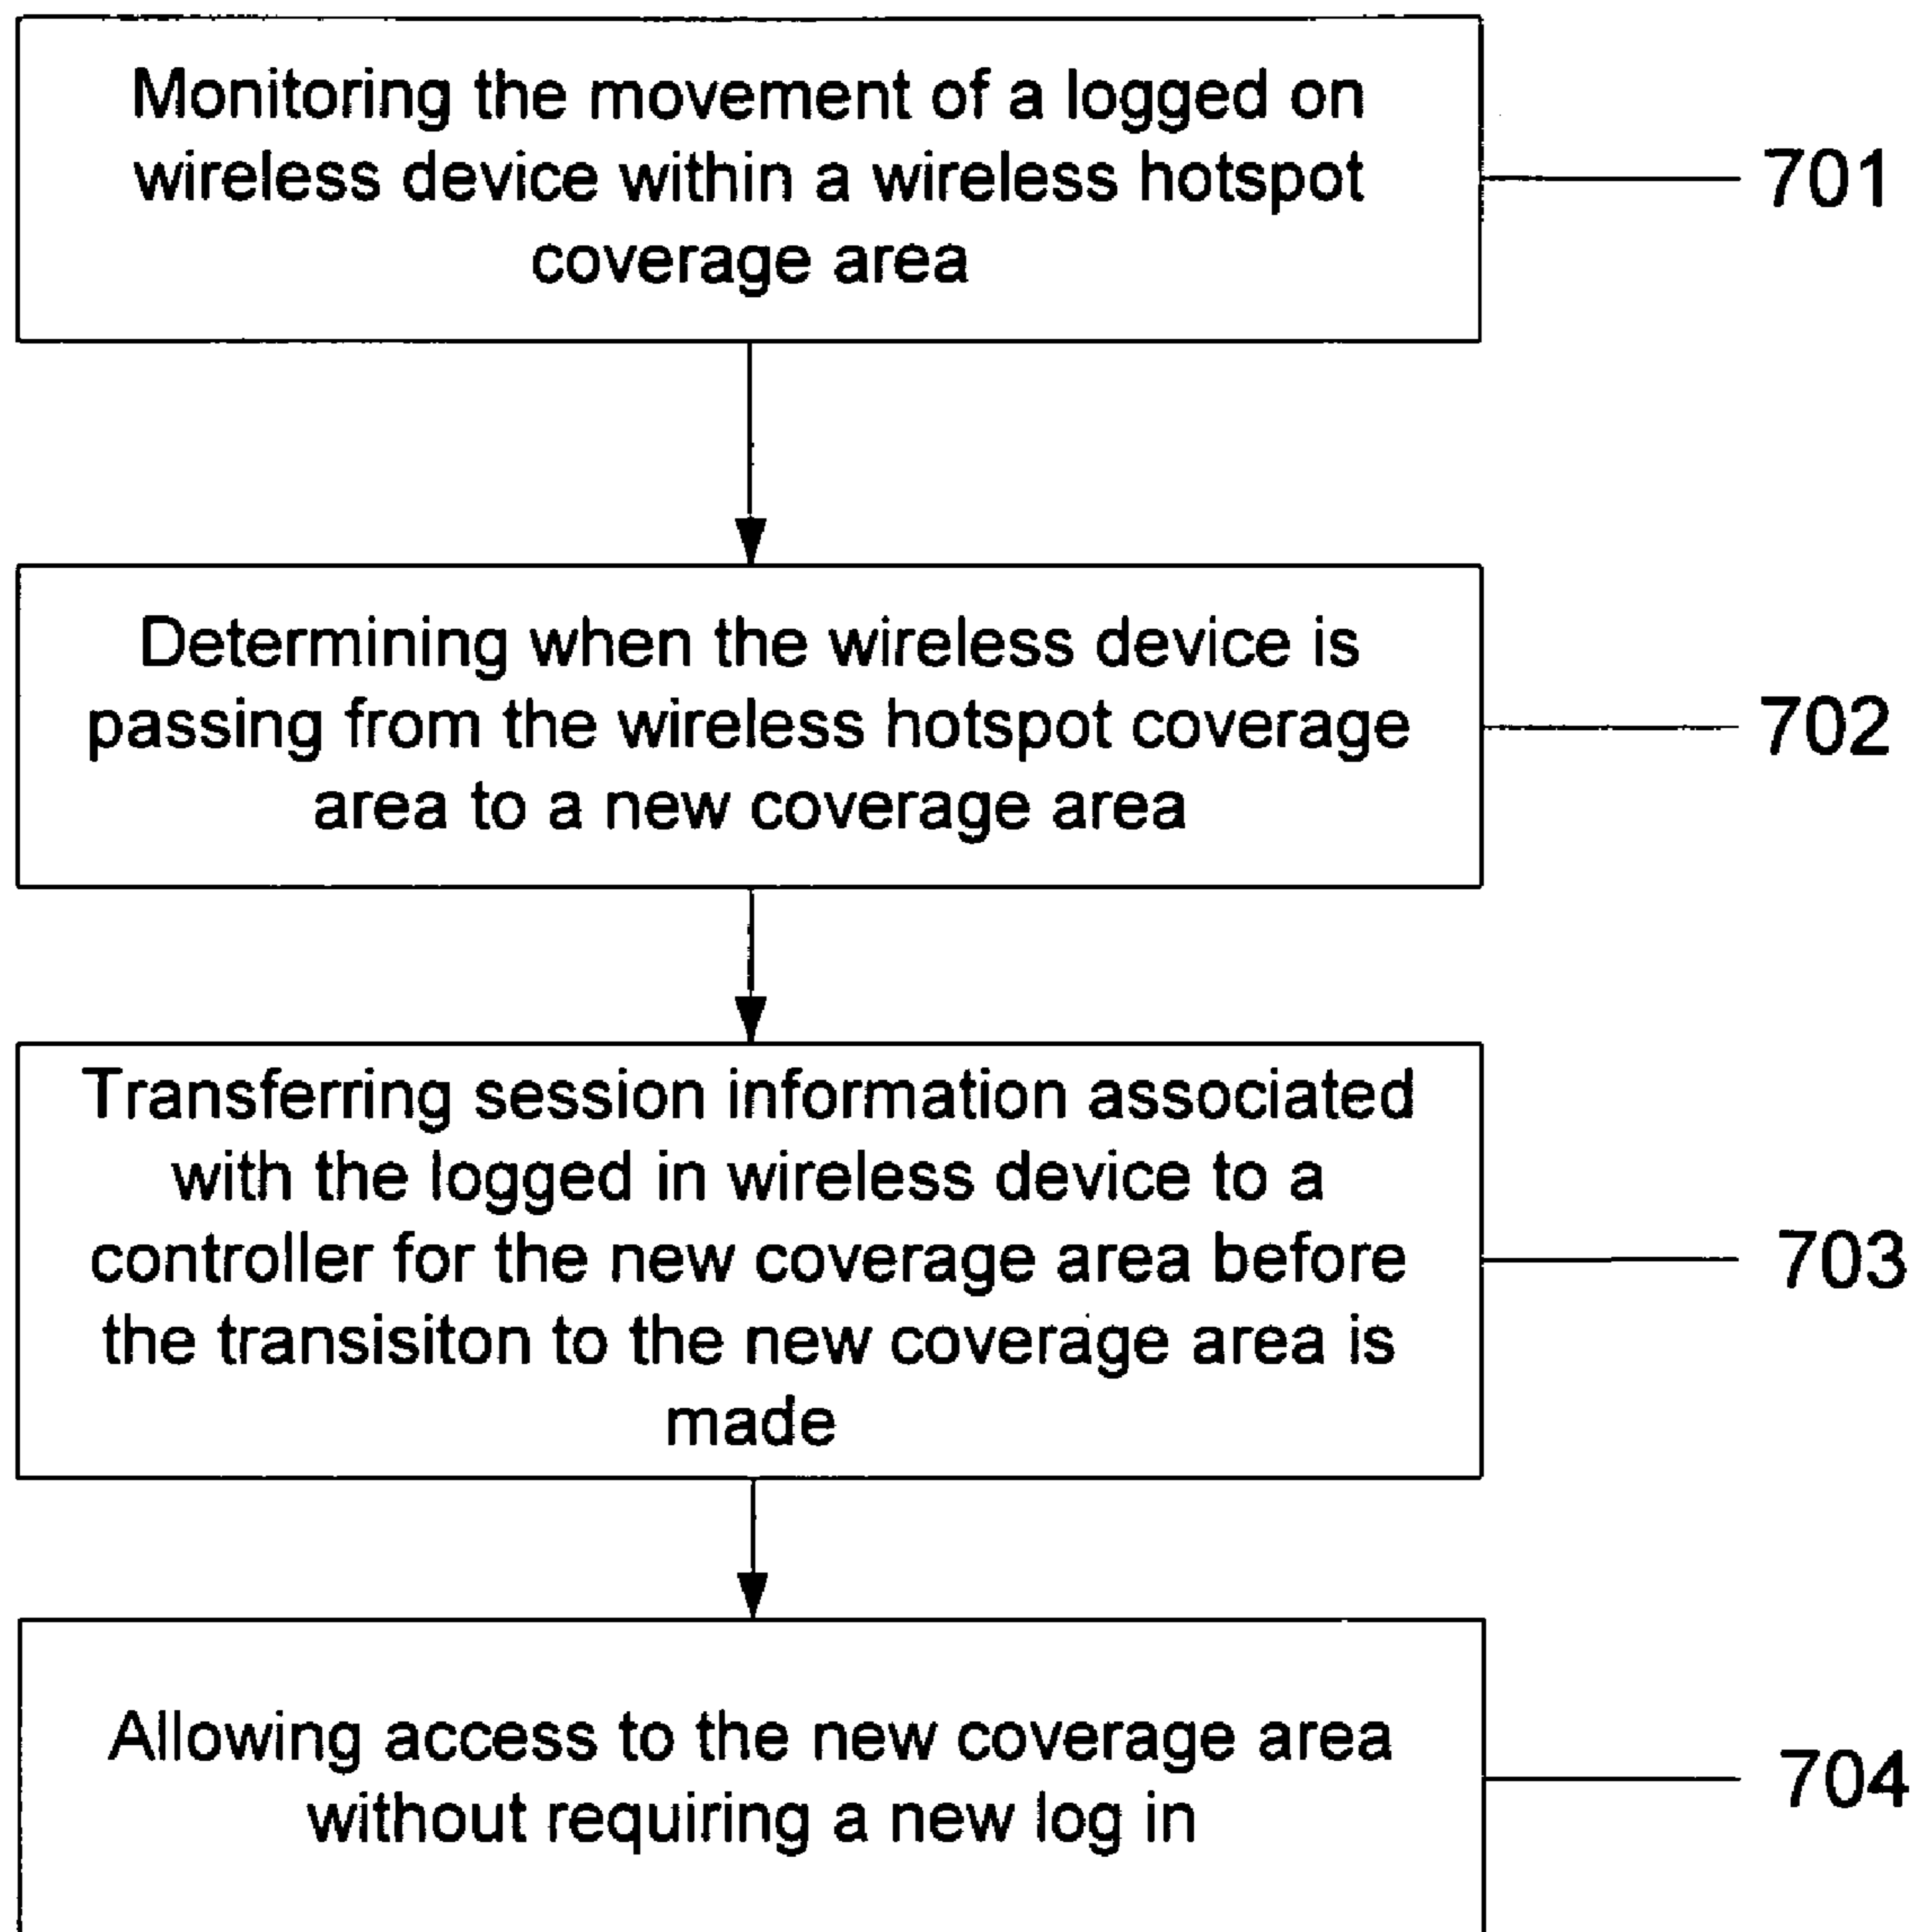 Monitoring the movement of a logged on
wireless device within a wireless hotspot
coverage area
701
Determining when the wireless device is
passing from the wireless hotspot coverage
area to a new coverage area
702
Transferring session information associated
with the logged in wireless device to a
controller for the new coverage area before
the transisiton to the new coverage area is
made
703
Allowing access to the new coverage area
without requiring a new log in
704